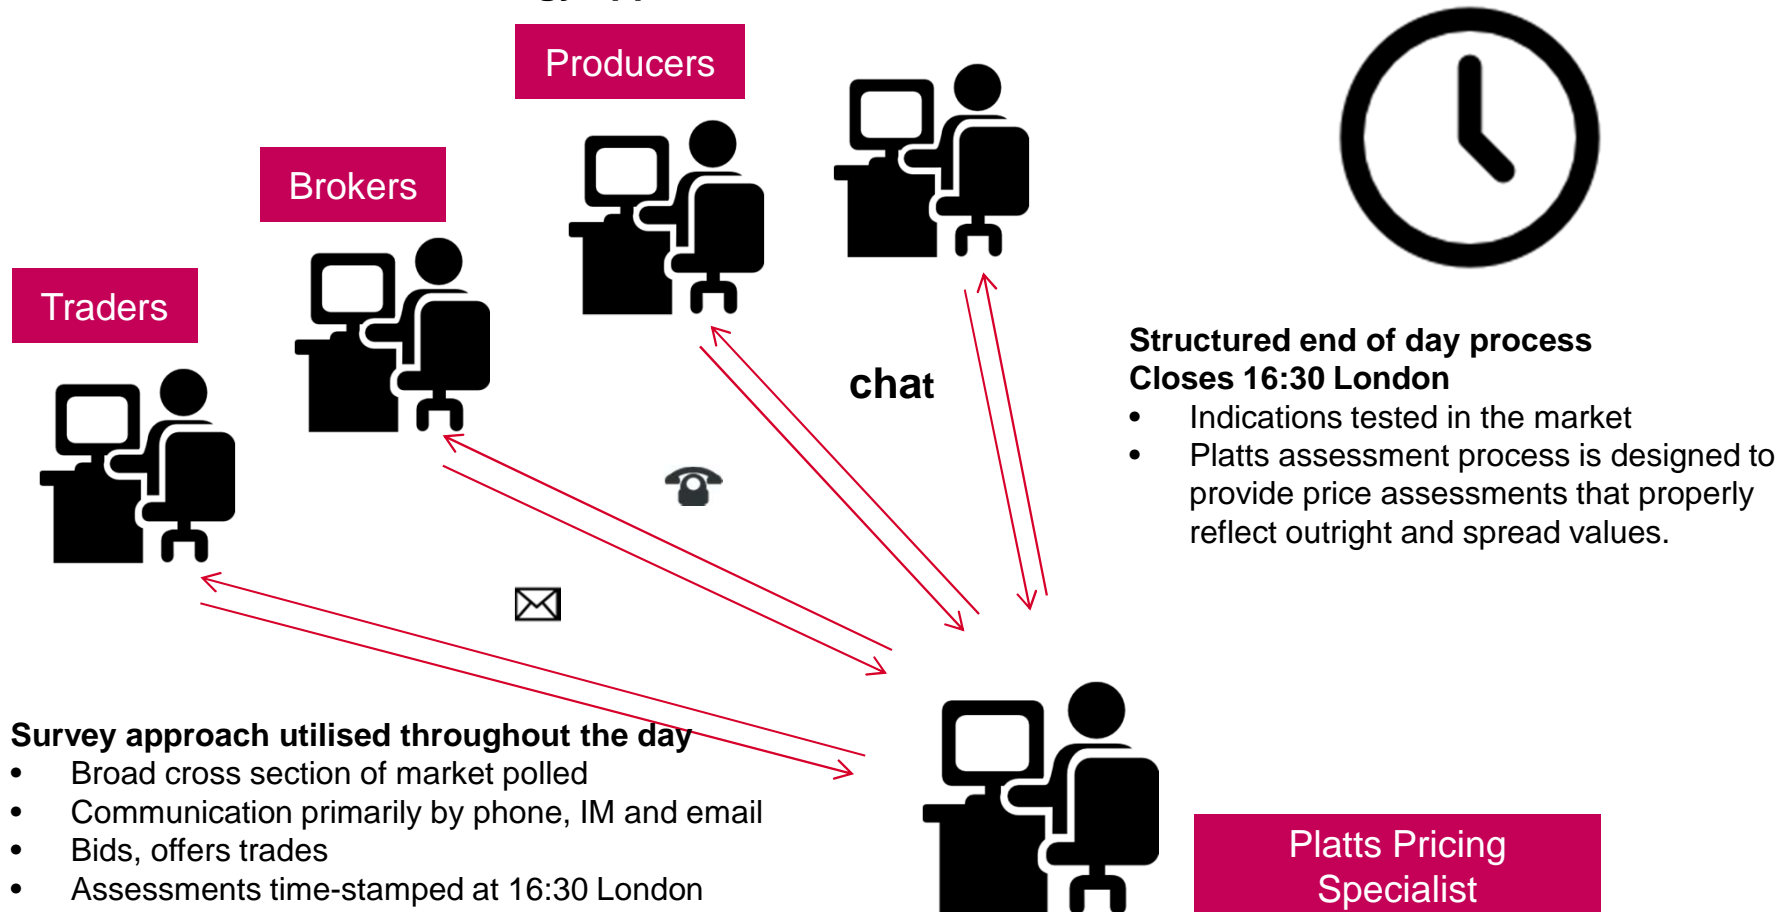 Producers
Brokers
Traders
chat
Structured end of day process
Closes 16:30 London
• Indications tested in the market
• Platts assessment process is designed to
provide price assessments that properly
reflect outright and spread values.
Survey approach utilised throughout the day
• Broad cross section of market polled
• Communication primarily by phone, IM and email
• Bids, offers trades
• Assessments time-stamped at 16:30 London
Platts Pricing
Specialist